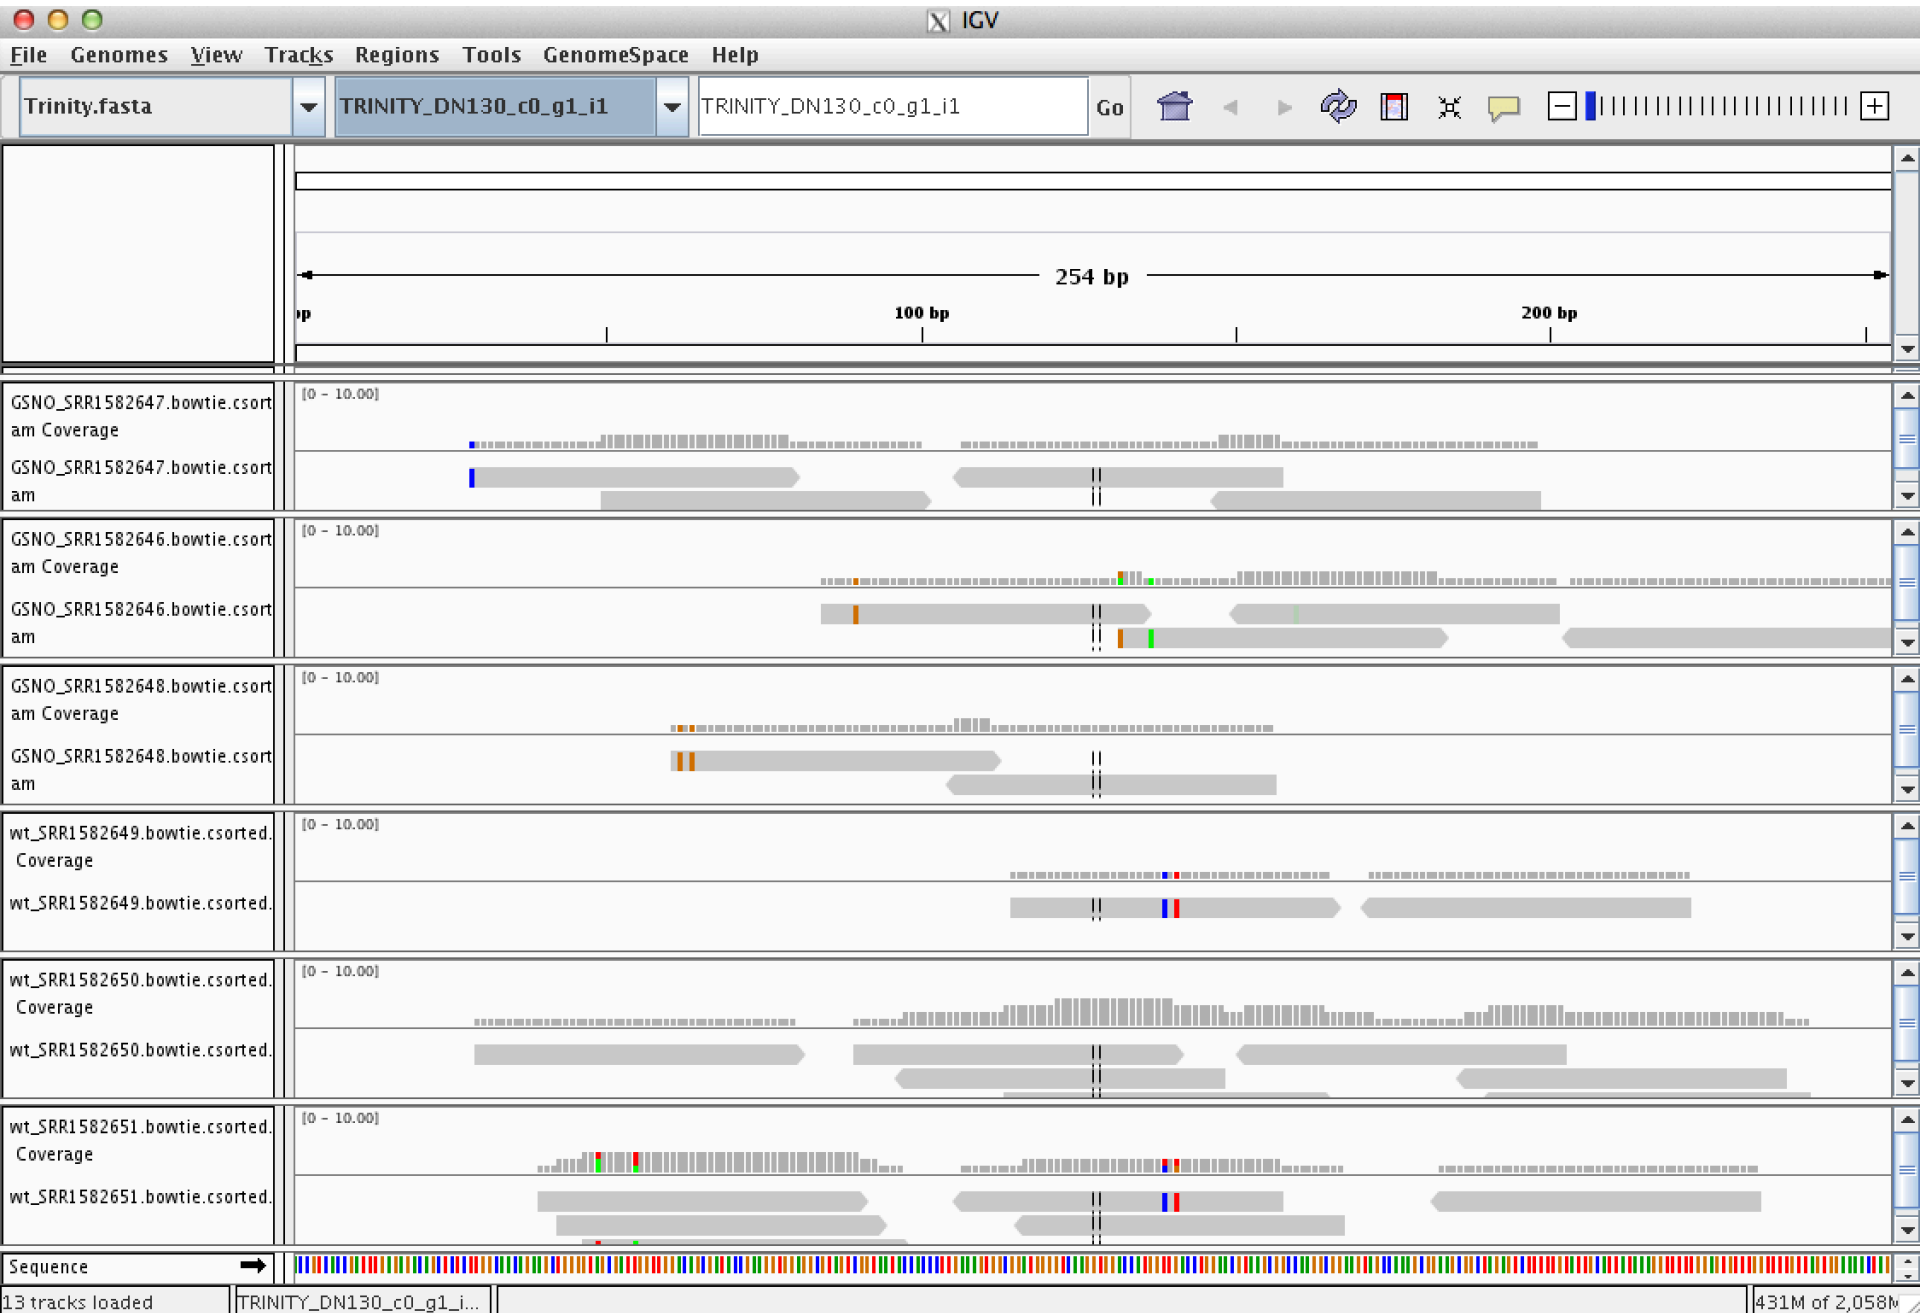 IGV
File Genomes View Tracks Regions Tools GenomeSpace Help
Trinity.fasta TRINITY_DN130_c0_g1_i1 TRINITY_DN130_c0_g1_i1 Go
254 bp
100 bp 200 bp
GSNO_SRR1582647.bowtie.csort
am Coverage
[0 - 10.00]
GSNO_SRR1582647.bowtie.csort
am
GSNO_SRR1582646.bowtie.csort
am Coverage
[0 - 10.00]
GSNO_SRR1582646.bowtie.csort
am
GSNO_SRR1582648.bowtie.csort
am Coverage
[0 - 10.00]
GSNO_SRR1582648.bowtie.csort
am
wt_SRR1582649.bowtie.csorted.
Coverage
[0 - 10.00]
wt_SRR1582649.bowtie.csorted.
wt_SRR1582650.bowtie.csorted.
Coverage
[0 - 10.00]
wt_SRR1582650.bowtie.csorted.
wt_SRR1582651.bowtie.csorted.
Coverage
[0 - 10.00]
wt_SRR1582651.bowtie.csorted.
Sequence
13 tracks loaded TRINITY_DN130_c0_g1_i... 431M of 2,058M